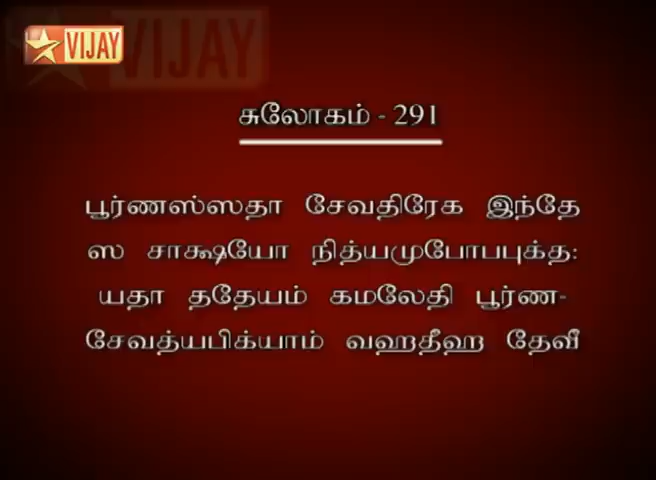 VIJAY
சுலோகம் - 291
பூர்ணஸ்ஸதா சேவதிரேக இந்தே
ஸ சாக்ஷயோ நித்யமுபோபபுக்த:
யதா ததேயம் கமலேதி பூர்ண-
சேவத்யபிக்யாம் வஹதீஹ தேவீ